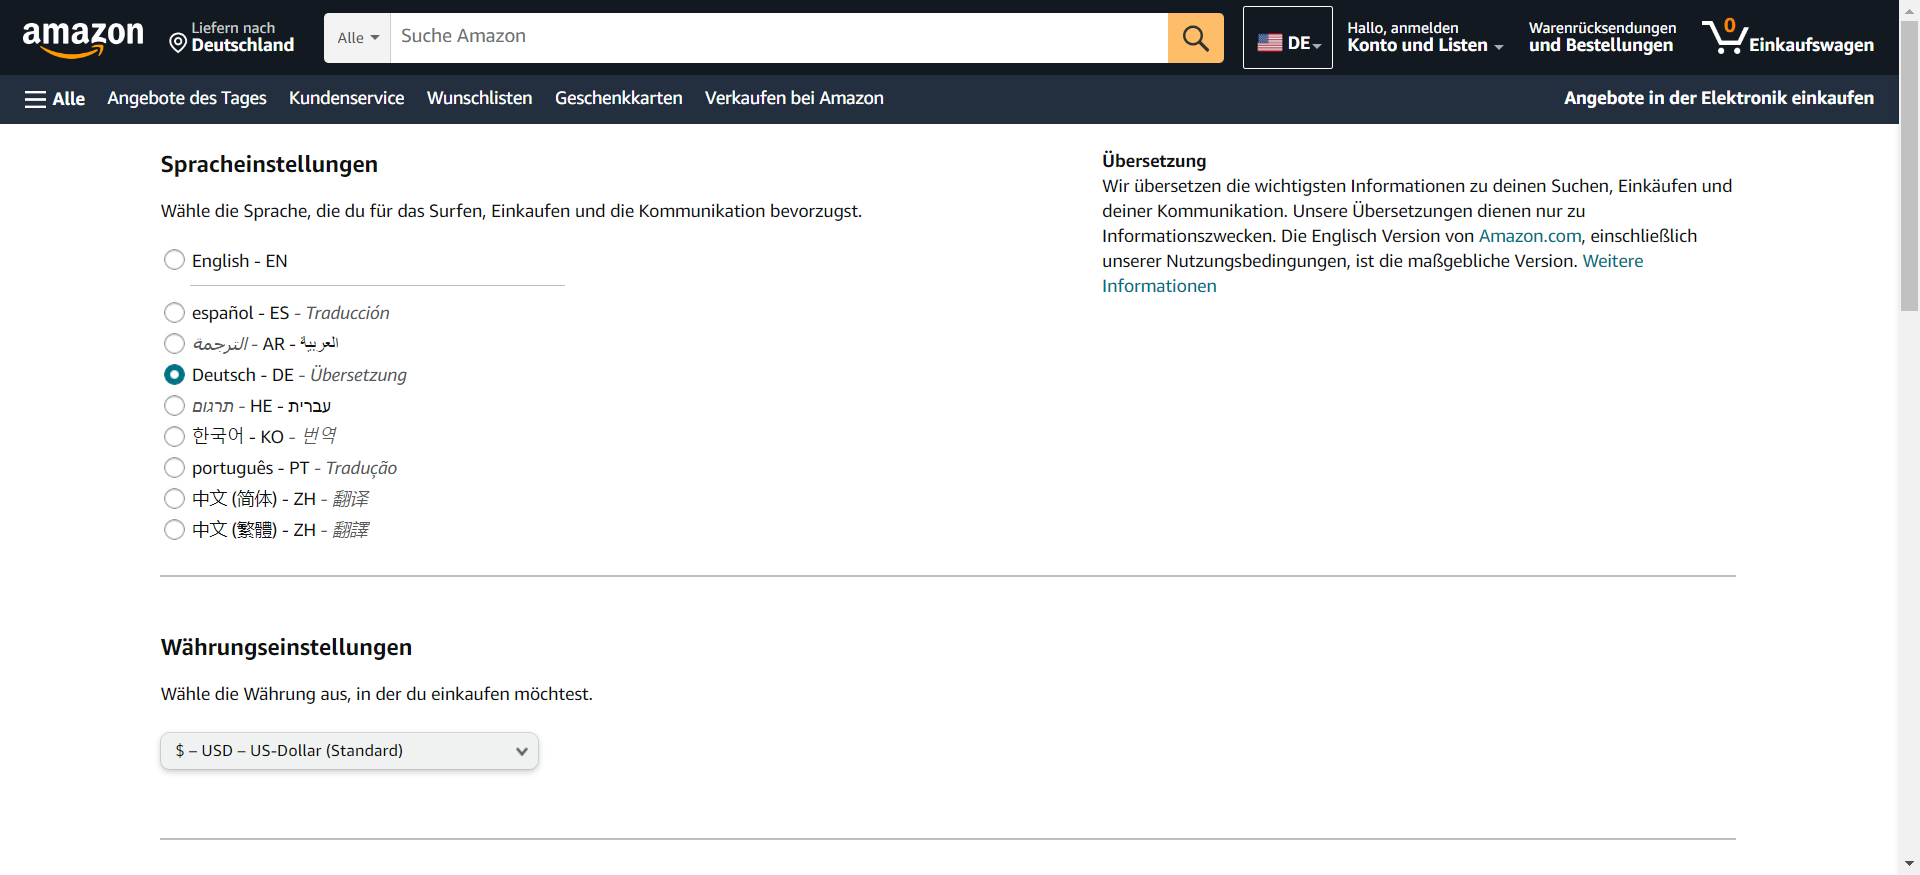 amazon
Liefern nach
Deutschland
Alle
Suche Amazon
DE
Hallo, anmelden
Konto und Listen
Warenrücksendungen
und Bestellungen
0
Einkaufswagen
Alle
Angebote des Tages
Kundenservice
Wunschlisten
Geschenkkarten
Verkaufen bei Amazon
Angebote in der Elektronik einkaufen
Spracheinstellungen
Wähle die Sprache, die du für das Surfen, Einkaufen und die Kommunikation bevorzugst.
English - EN
español - ES - Traducción
العربية - AR - الترجمة
Deutsch - DE - Übersetzung
עברית - HE - תרגום
한국어 - KO - 번역
português - PT - Tradução
中文 (简体) - ZH - 翻译
中文 (繁體) - ZH - 翻譯
Übersetzung
Wir übersetzen die wichtigsten Informationen zu deinen Suchen, Einkäufen und
deiner Kommunikation. Unsere Übersetzungen dienen nur zu
Informationszwecken. Die Englisch Version von Amazon.com, einschließlich
unserer Nutzungsbedingungen, ist die maßgebliche Version. Weitere
Informationen
Währungseinstellungen
Wähle die Währung aus, in der du einkaufen möchtest.
$ – USD – US-Dollar (Standard)